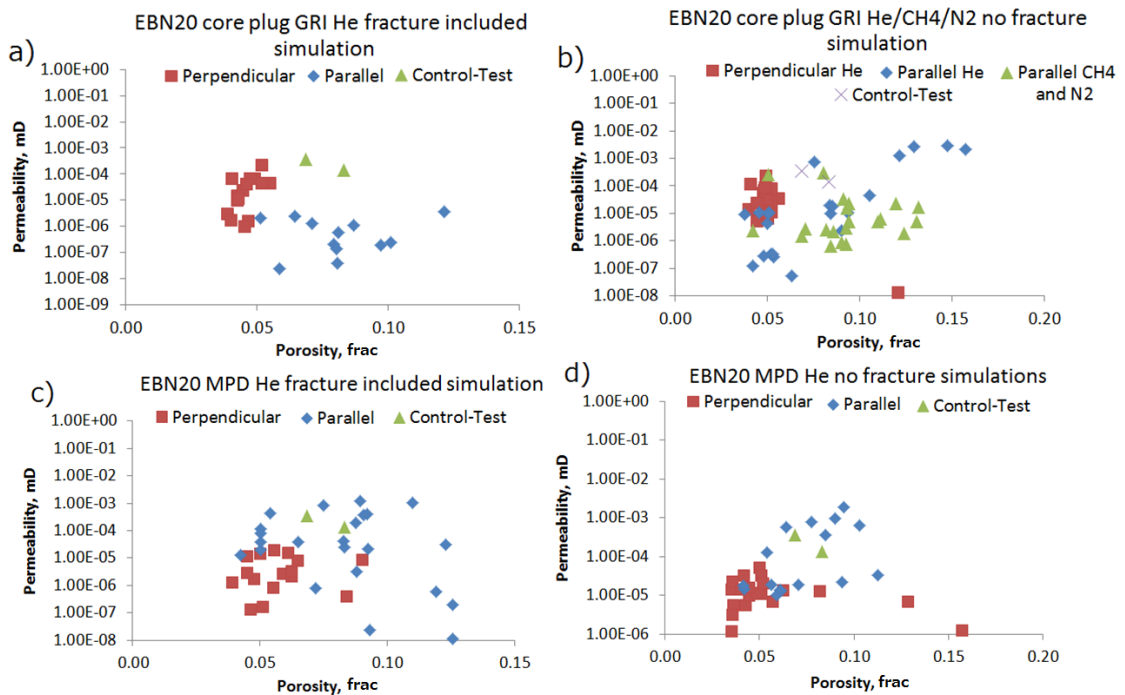 a)
EBN20 core plug GRI He fracture included
simulation
Perpendicular Parallel Control-Test
1.00E+00
1.00E-01
1.00E-02
1.00E-03
1.00E-04
1.00E-05
1.00E-06
1.00E-07
1.00E-08
1.00E-09
Permeability, mD
0.00 0.05 0.10 0.15
Porosity, frac
b)
EBN20 core plug GRI He/CH4/N2 no fracture
simulation
Perpendicular He Parallel He Parallel CH4
Control-Test and N2
1.00E+00
1.00E-01
1.00E-02
1.00E-03
1.00E-04
1.00E-05
1.00E-06
1.00E-07
1.00E-08
Permeability, mD
0.00 0.05 0.10 0.15 0.20
Porosity, frac
c)
EBN20 MPD He fracture included simulation
Perpendicular Parallel Control-Test
1.00E+00
1.00E-01
1.00E-02
1.00E-03
1.00E-04
1.00E-05
1.00E-06
1.00E-07
1.00E-08
Permeability, mD
0.00 0.05 0.10 0.15
Porosity, frac
d)
EBN20 MPD He no fracture simulations
Perpendicular Parallel Control-Test
1.00E+00
1.00E-01
1.00E-02
1.00E-03
1.00E-04
1.00E-05
1.00E-06
Permeability, mD
0.00 0.05 0.10 0.15 0.20
Porosity, frac